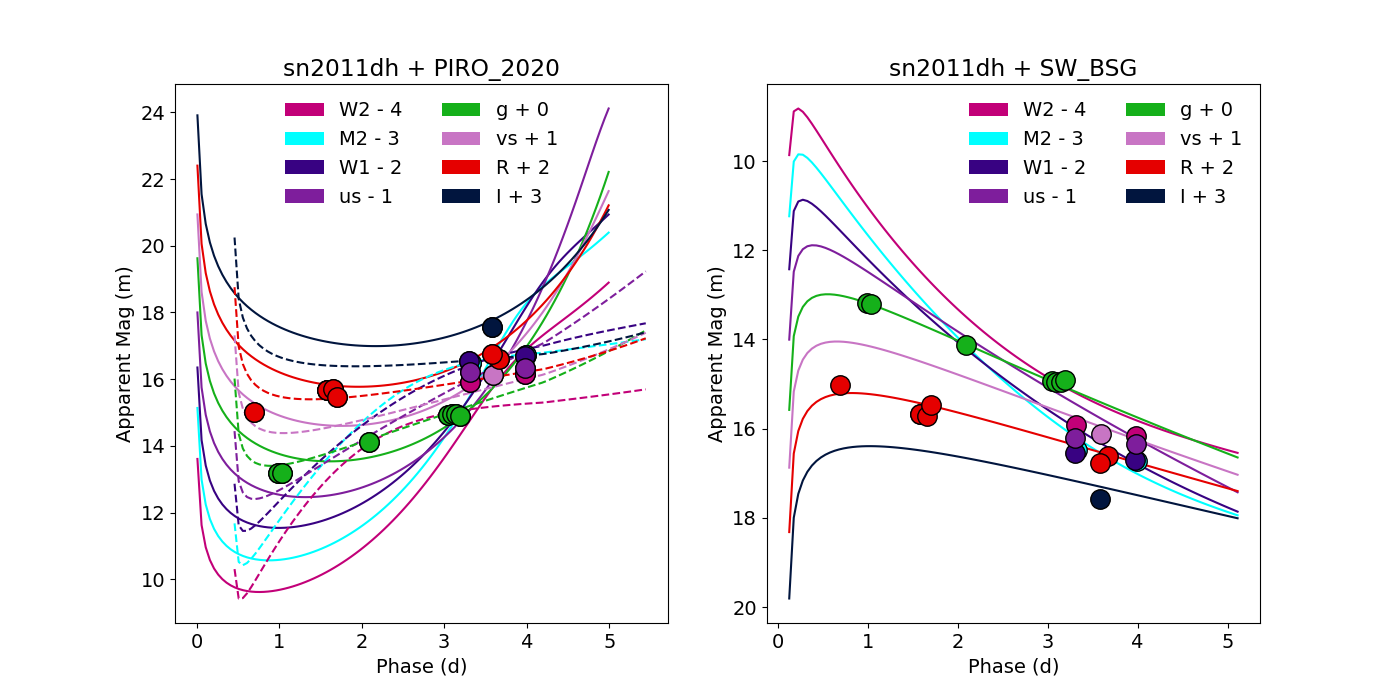 sn2011dh + PIRO_2020
W2 - 4
M2 - 3
W1 - 2
us - 1
g + 0
vs + 1
R + 2
I + 3
24
22
20
18
16
14
12
10
Apparent Mag (m)
0 1 2 3 4 5
Phase (d)
sn2011dh + SW_BSG
W2 - 4
M2 - 3
W1 - 2
us - 1
g + 0
vs + 1
R + 2
I + 3
10
12
14
16
18
20
Apparent Mag (m)
0 1 2 3 4 5
Phase (d)